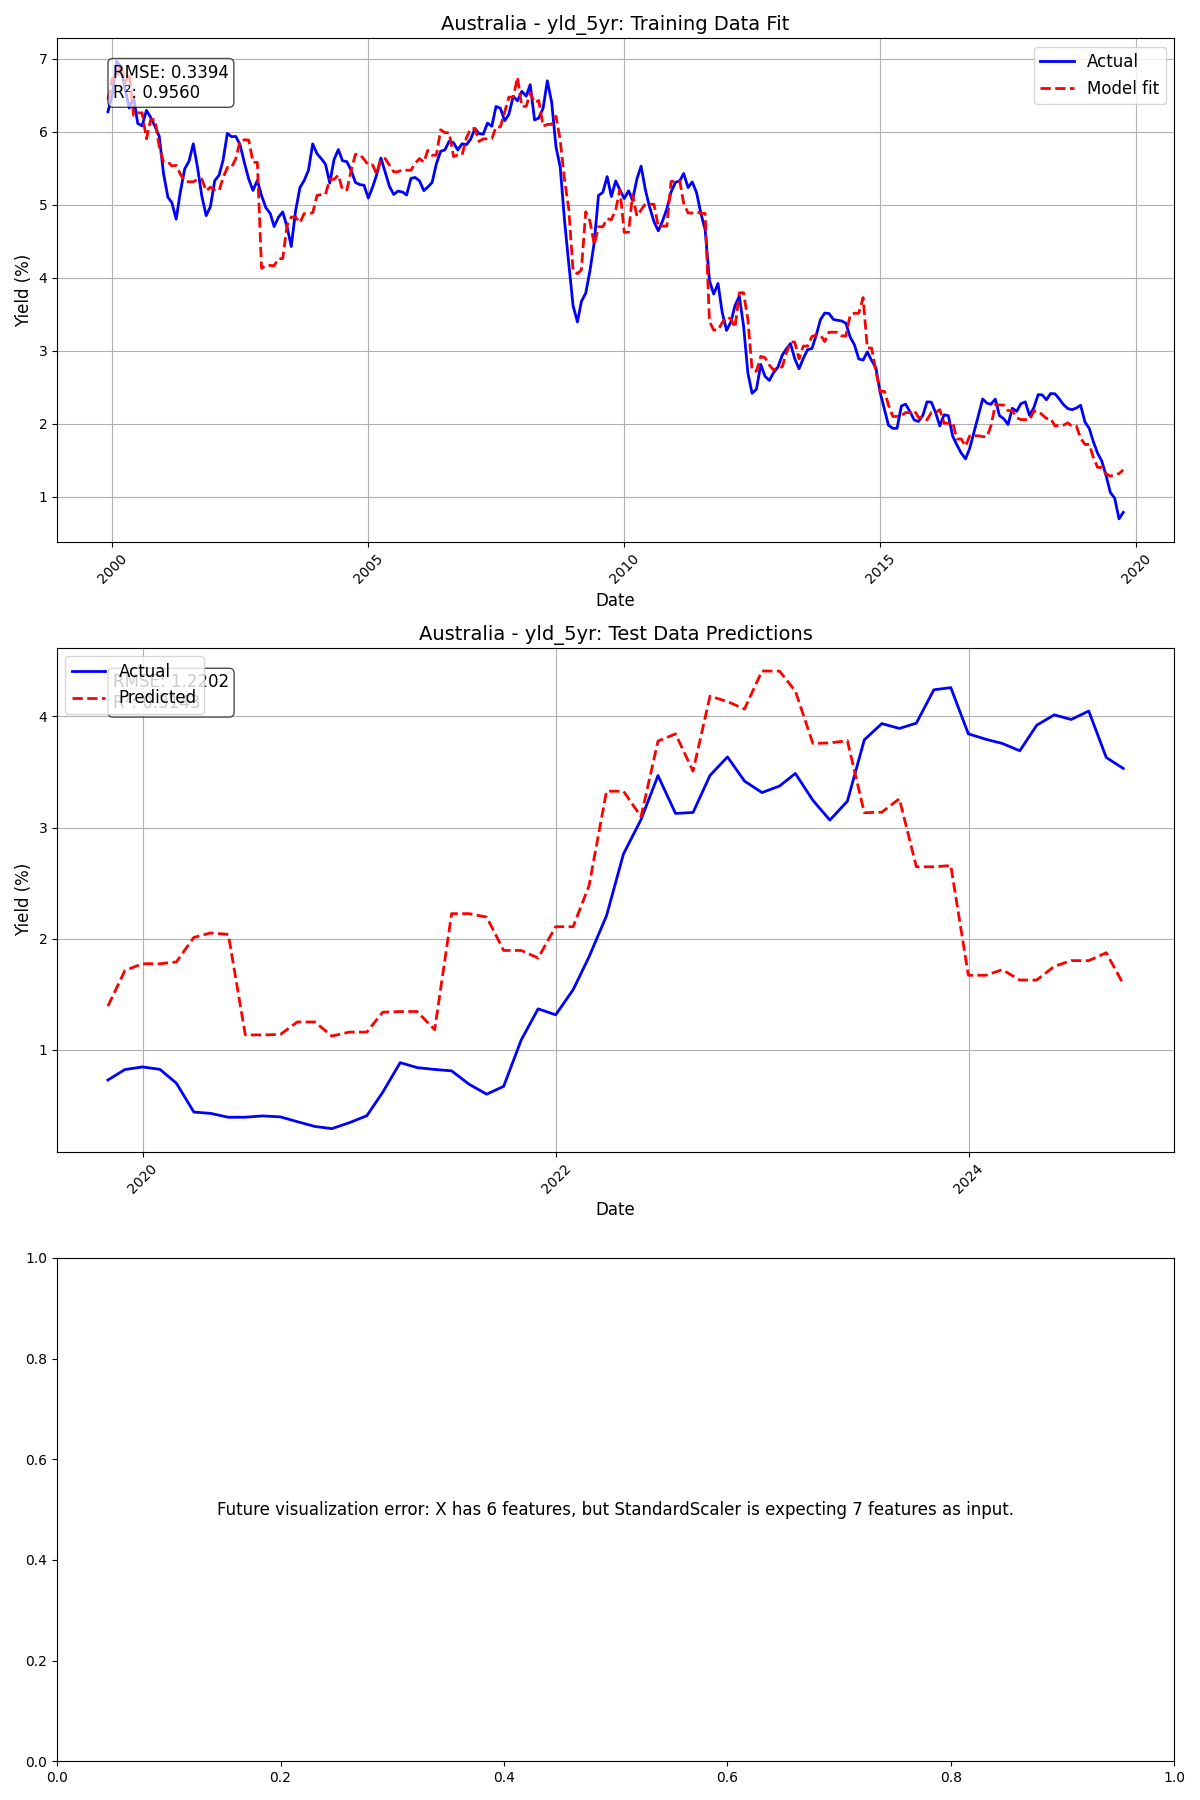 Australia - yld_5yr: Training Data Fit
RMSE: 0.3394
R²: 0.9560
Actual
Model fit
Yield (%)
7
6
5
4
3
2
1
2000
2005
2010
2015
2020
Date
Australia - yld_5yr: Test Data Predictions
Actual
Predicted
RMSE: 1.2202
Yield (%)
4
3
2
1
2020
2022
2024
Date
1.0
0.8
0.6
0.4
0.2
0.0
Future visualization error: X has 6 features, but StandardScaler is expecting 7 features as input.
0.0
0.2
0.4
0.6
0.8
1.0